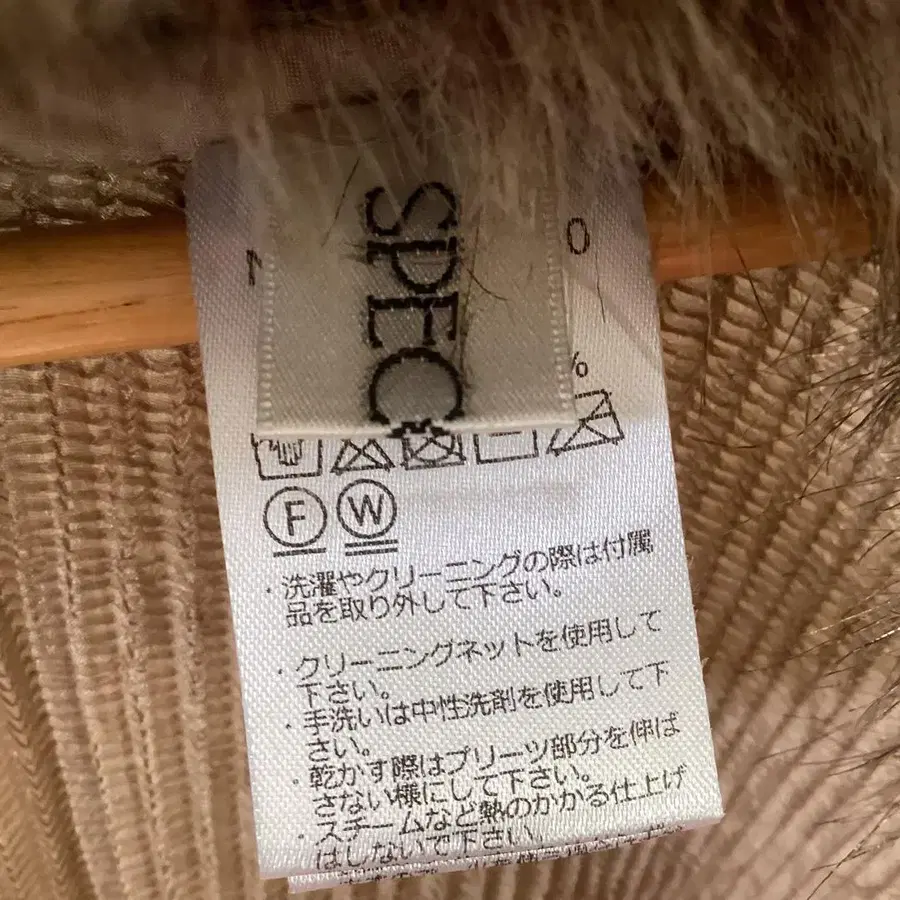 SPEC
0
%
F W
・洗濯やクリーニングの際は付属
品を取り外して下さい。
・クリーニングネットを使用して
下さい。
・手洗いは中性洗剤を使用して下
さい。
・乾かす際はプリーツ部分を伸ば
さない様にして下さい。
・スチームなど熱のかかる仕上げ
はしないで下さい。